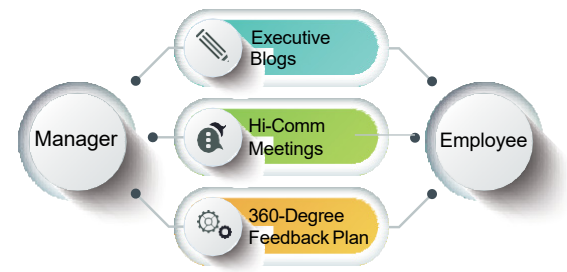 Executive
Blogs
Manager
Hi-Comm
Meetings
Employee
360-Degree
Feedback Plan